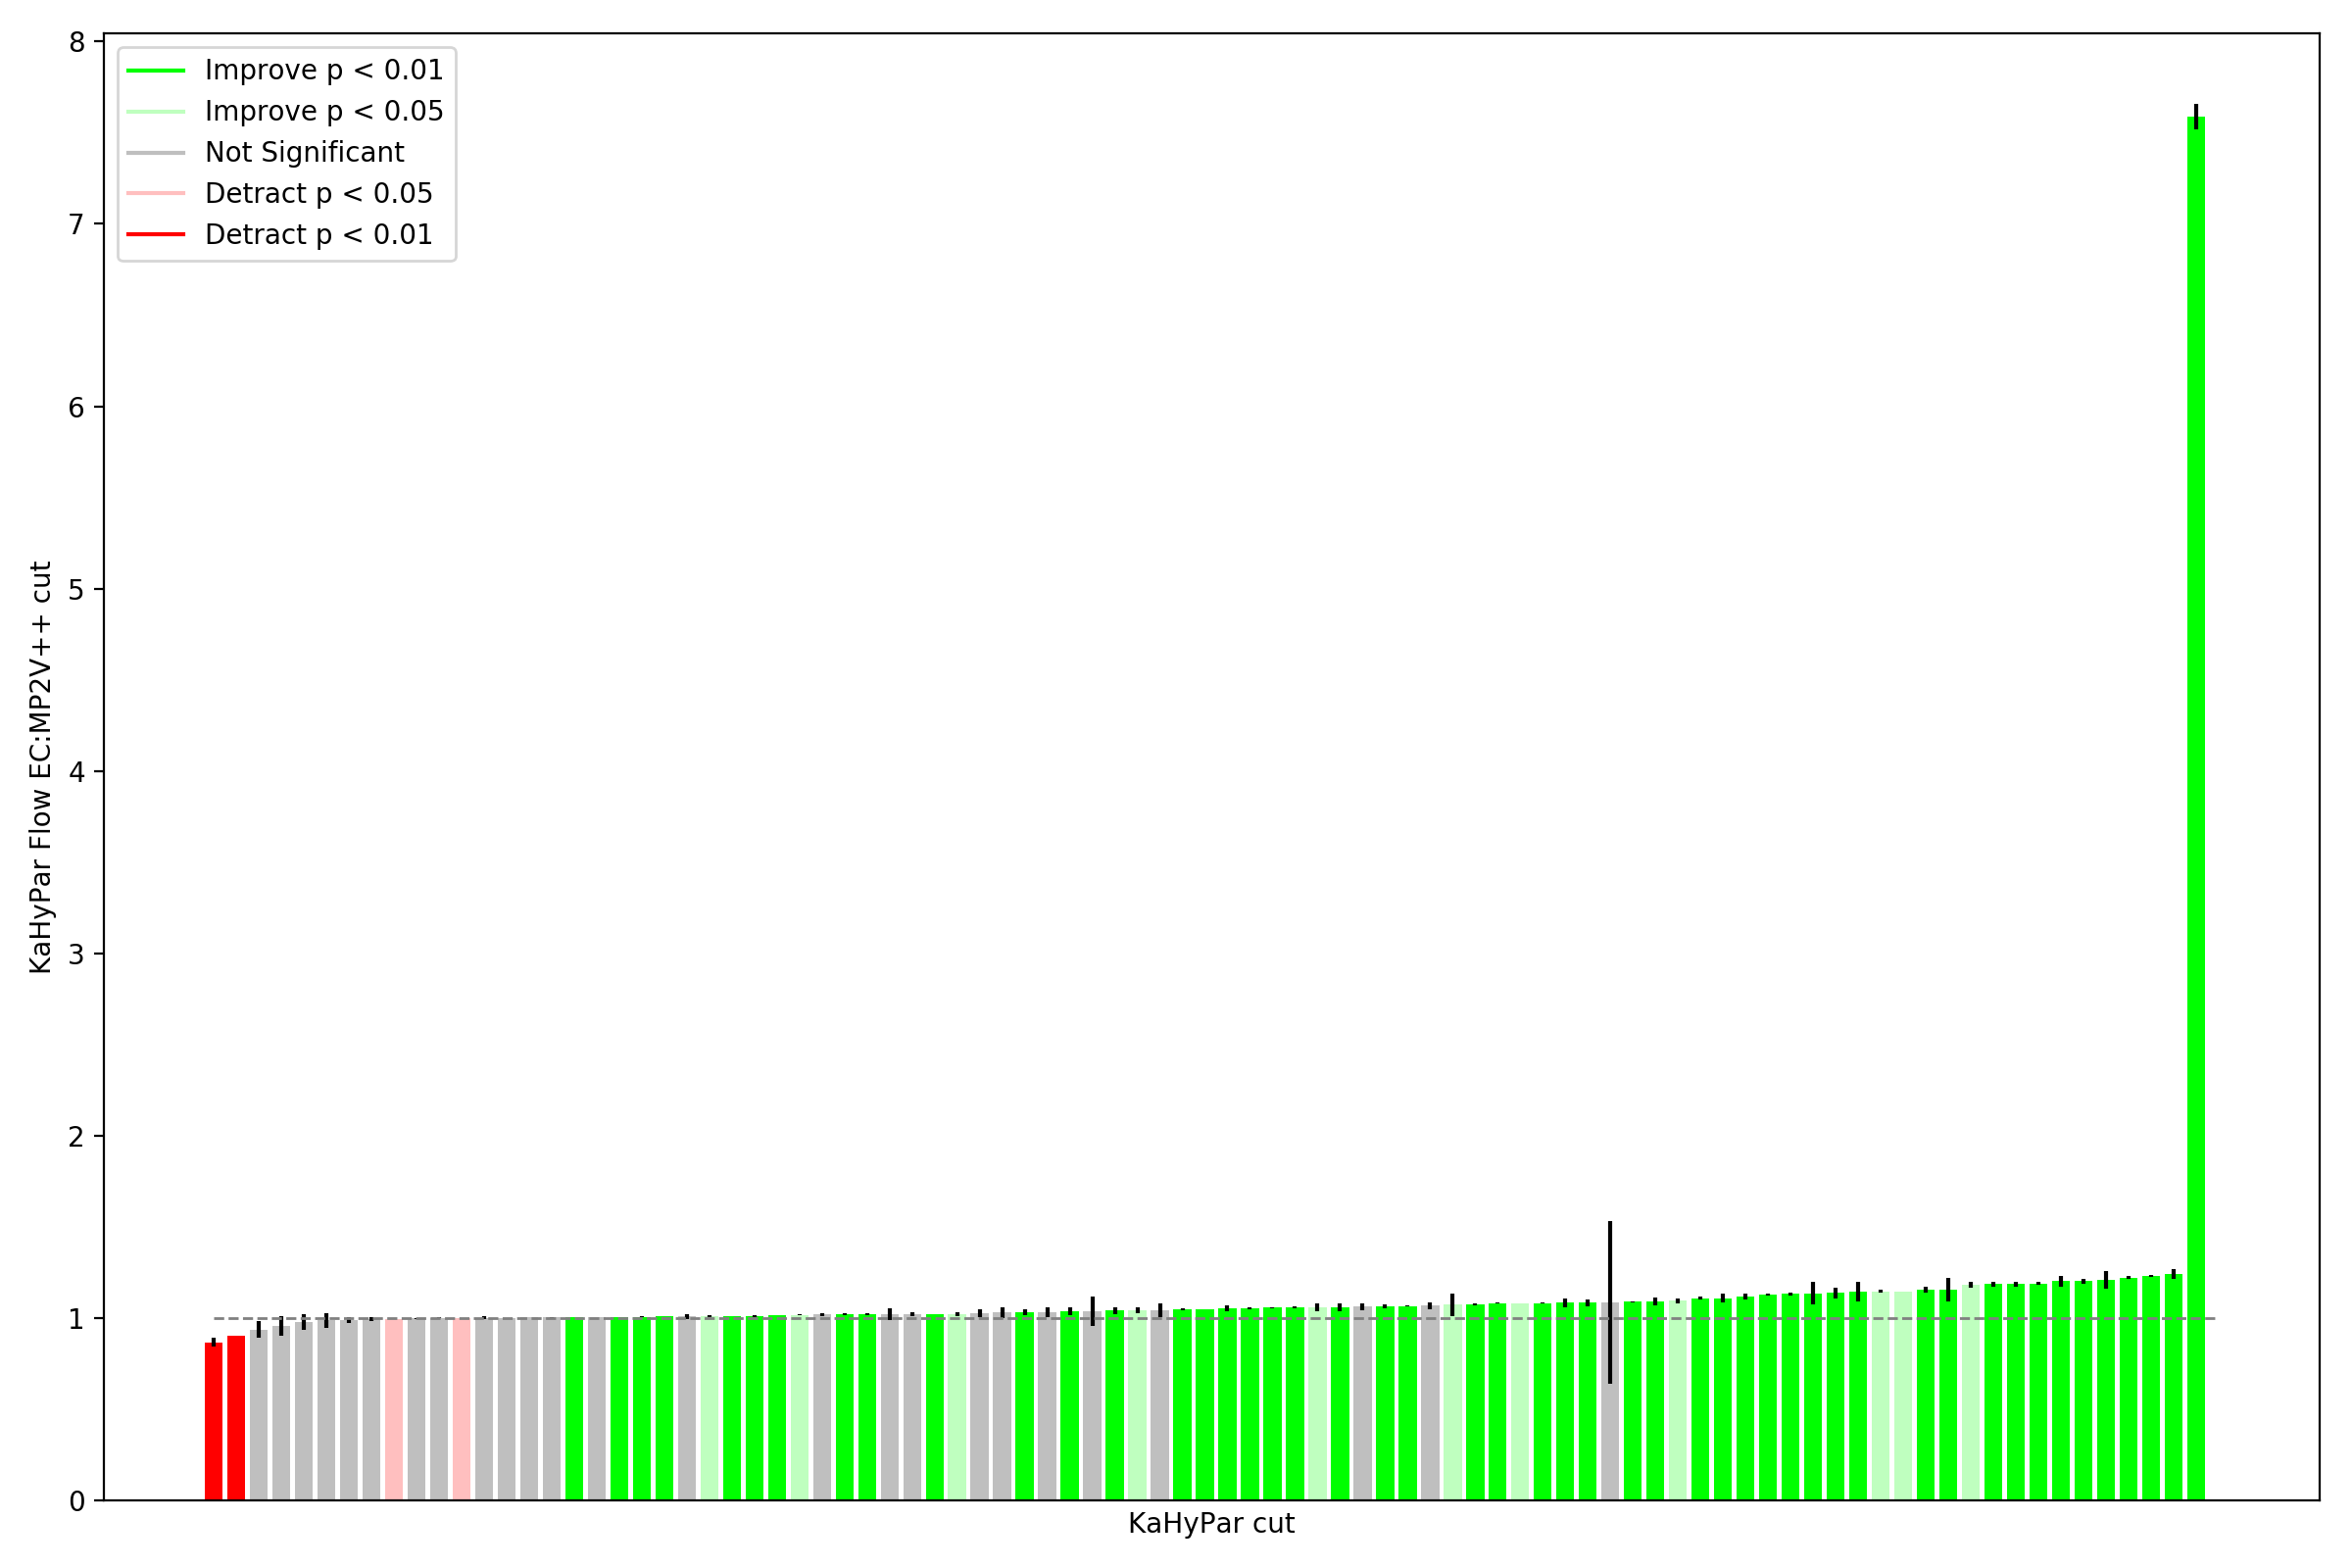 Improve p < 0.01
Improve p < 0.05
Not Significant
Detract p < 0.05
Detract p < 0.01
8
7
6
5
4
3
2
1
0
KaHyPar Flow EC:MP2V++ cut
KaHyPar cut